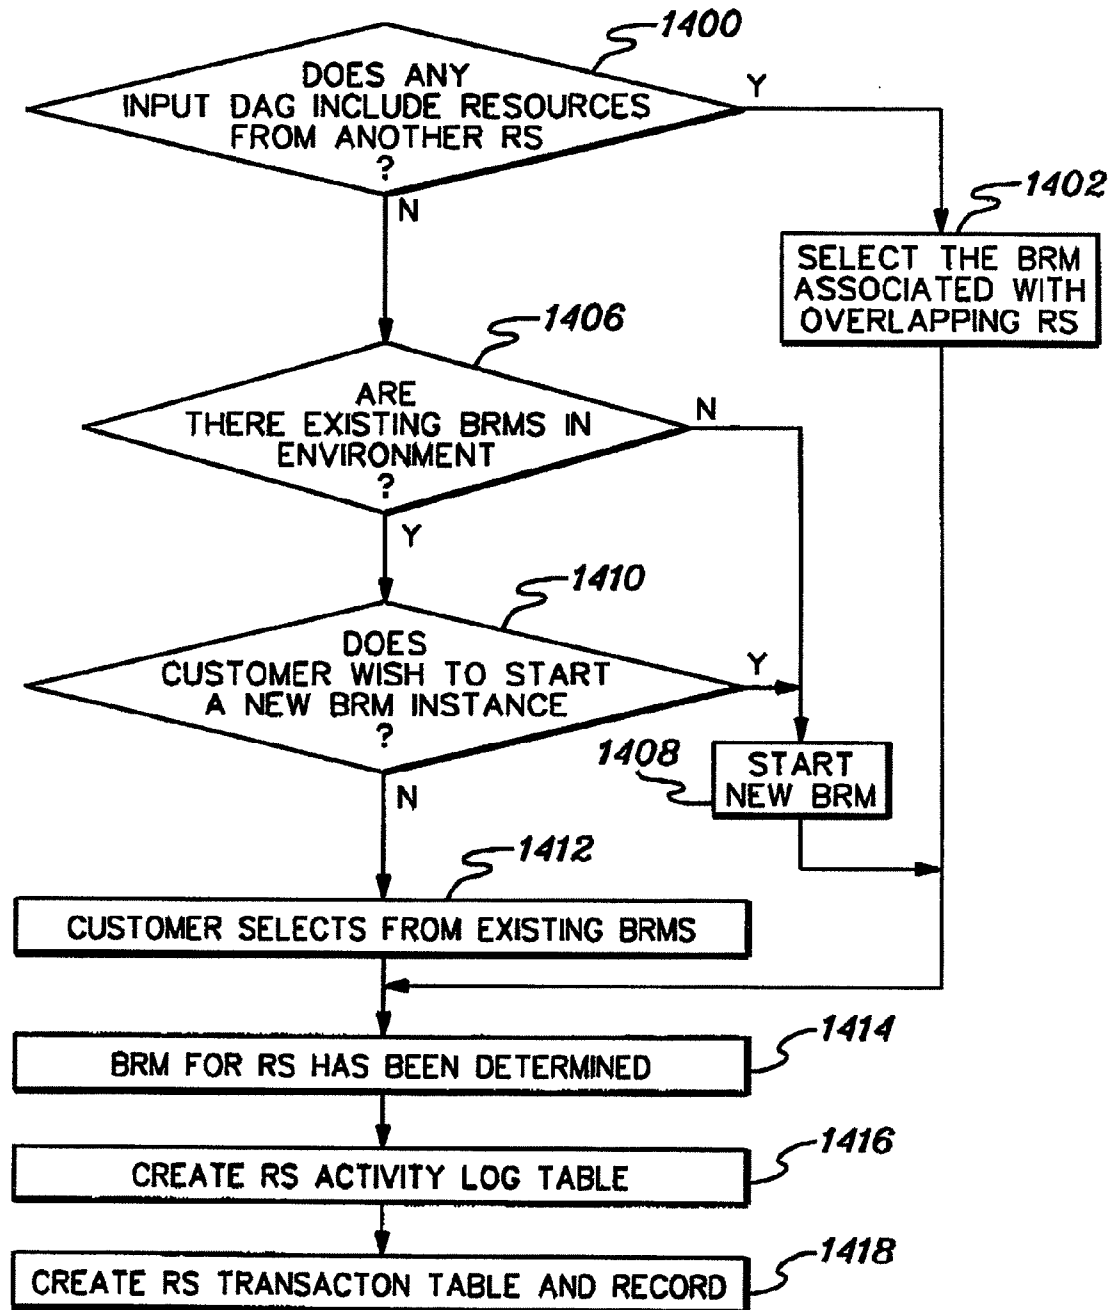 1400
DOES ANY
INPUT DAG INCLUDE RESOURCES
FROM ANOTHER RS
?
Y
N
1402
SELECT THE BRM
ASSOCIATED WITH
OVERLAPPING RS
1406
ARE
THERE EXISTING BRMS IN
ENVIRONMENT
?
N
Y
1410
DOES
CUSTOMER WISH TO START
A NEW BRM INSTANCE
?
Y
N
1408
START
NEW BRM
1412
CUSTOMER SELECTS FROM EXISTING BRMS
1414
BRM FOR RS HAS BEEN DETERMINED
1416
CREATE RS ACTIVITY LOG TABLE
1418
CREATE RS TRANSACTON TABLE AND RECORD